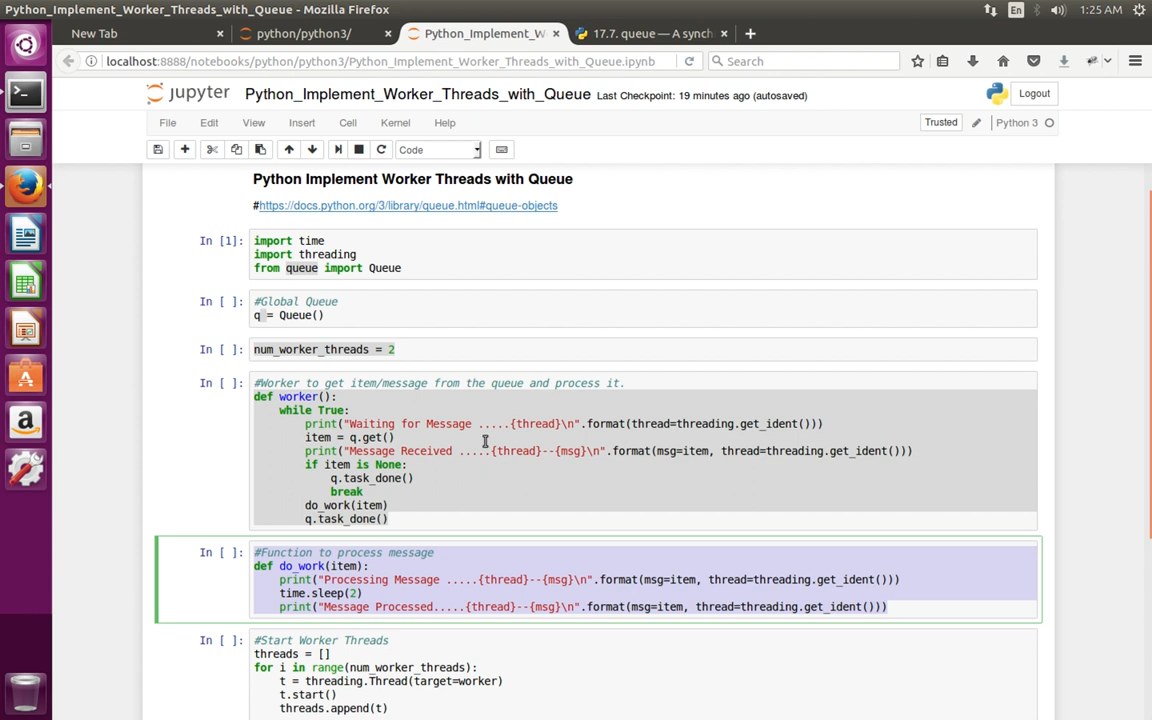 Python_Implement_Worker_Threads_with_Queue - Mozilla Firefox
En
1:25 AM
New Tab ×
python/python3/ ×
Python_Implement_W ×
17.7. queue — A synch ×
localhost:8888/notebooks/python/python3/Python_Implement_Worker_Threads_with_Queue.ipynb
Search
jupyter Python_Implement_Worker_Threads_with_Queue Last Checkpoint: 19 minutes ago (autosaved)
Logout
File Edit View Insert Cell Kernel Help
Trusted
Python 3
Code
Python Implement Worker Threads with Queue
#https://docs.python.org/3/library/queue.html#queue-objects
In [1]: import time
import threading
from queue import Queue
In [ ]: #Global Queue
q = Queue()
In [ ]: num_worker_threads = 2
In [ ]: #Worker to get item/message from the queue and process it.
def worker():
while True:
print("Waiting for Message .....{thread}\n".format(thread=threading.get_ident()))
item = q.get()
print("Message Received .....{thread}--{msg}\n".format(msg=item, thread=threading.get_ident()))
if item is None:
q.task_done()
break
do_work(item)
q.task_done()
In [ ]: #Function to process message
def do_work(item):
print("Processing Message .....{thread}--{msg}\n".format(msg=item, thread=threading.get_ident()))
time.sleep(2)
print("Message Processed.....{thread}--{msg}\n".format(msg=item, thread=threading.get_ident()))
In [ ]: #Start Worker Threads
threads = []
for i in range(num_worker_threads):
t = threading.Thread(target=worker)
t.start()
threads.append(t)